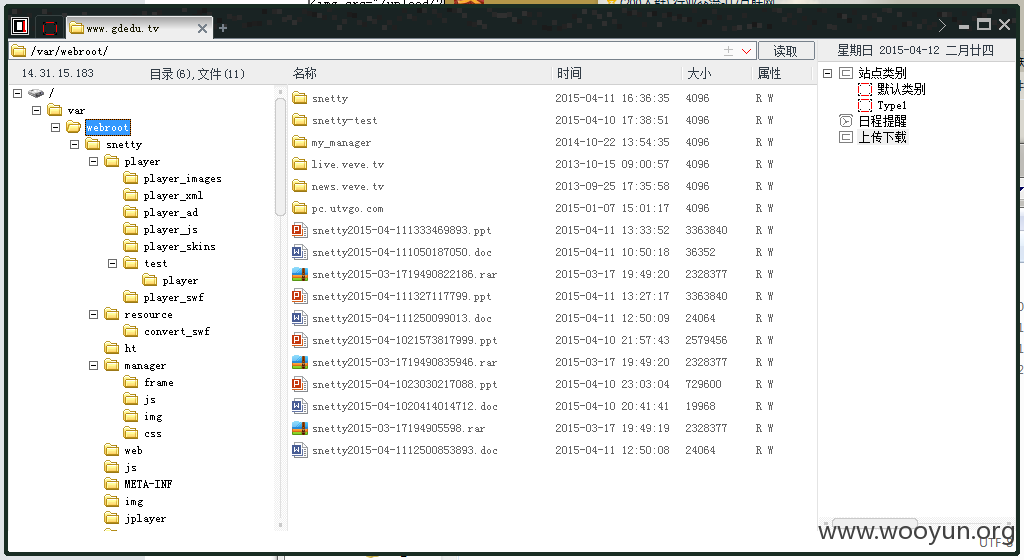 www.gdedu.tv
/var/webroot/
读取
星期日 2015-04-12 二月廿四
14.31.15.183 目录(6),文件(11)
名称 时间 大小 属性
/
var
webroot
snetty
player
player_images
player_xml
player_ad
player_js
player_skins
test
player
player_swf
resource
convert_swf
ht
manager
frame
js
img
css
web
js
META-INF
img
jplayer
snetty 2015-04-11 16:36:35 4096 R W
snetty-test 2015-04-10 17:38:51 4096 R W
my_manager 2014-10-22 13:54:35 4096 R W
live.veve.tv 2013-10-15 09:00:57 4096 R W
news.veve.tv 2013-09-25 17:35:58 4096 R W
pc.utvgo.com 2015-01-07 15:01:17 4096 R W
snetty2015-04-111333469893.ppt 2015-04-11 13:33:52 3363840 R W
snetty2015-04-111050187050.doc 2015-04-11 10:50:18 36352 R W
snetty2015-03-1719490822186.rar 2015-03-17 19:49:20 2328377 R W
snetty2015-04-111327117799.ppt 2015-04-11 13:27:17 3363840 R W
snetty2015-04-111250099013.doc 2015-04-11 12:50:09 24064 R W
snetty2015-04-1021573817999.ppt 2015-04-10 21:57:43 2579456 R W
snetty2015-03-1719490835946.rar 2015-03-17 19:49:20 2328377 R W
snetty2015-04-1023030217088.ppt 2015-04-10 23:03:04 729600 R W
snetty2015-04-1020414014712.doc 2015-04-10 20:41:41 19968 R W
snetty2015-03-17194905598.rar 2015-03-17 19:49:19 2328377 R W
snetty2015-04-1112500853893.doc 2015-04-11 12:50:08 24064 R W
站点类别
默认类别
Type1
日程提醒
上传下载
www.wooyun.org
UTF-8